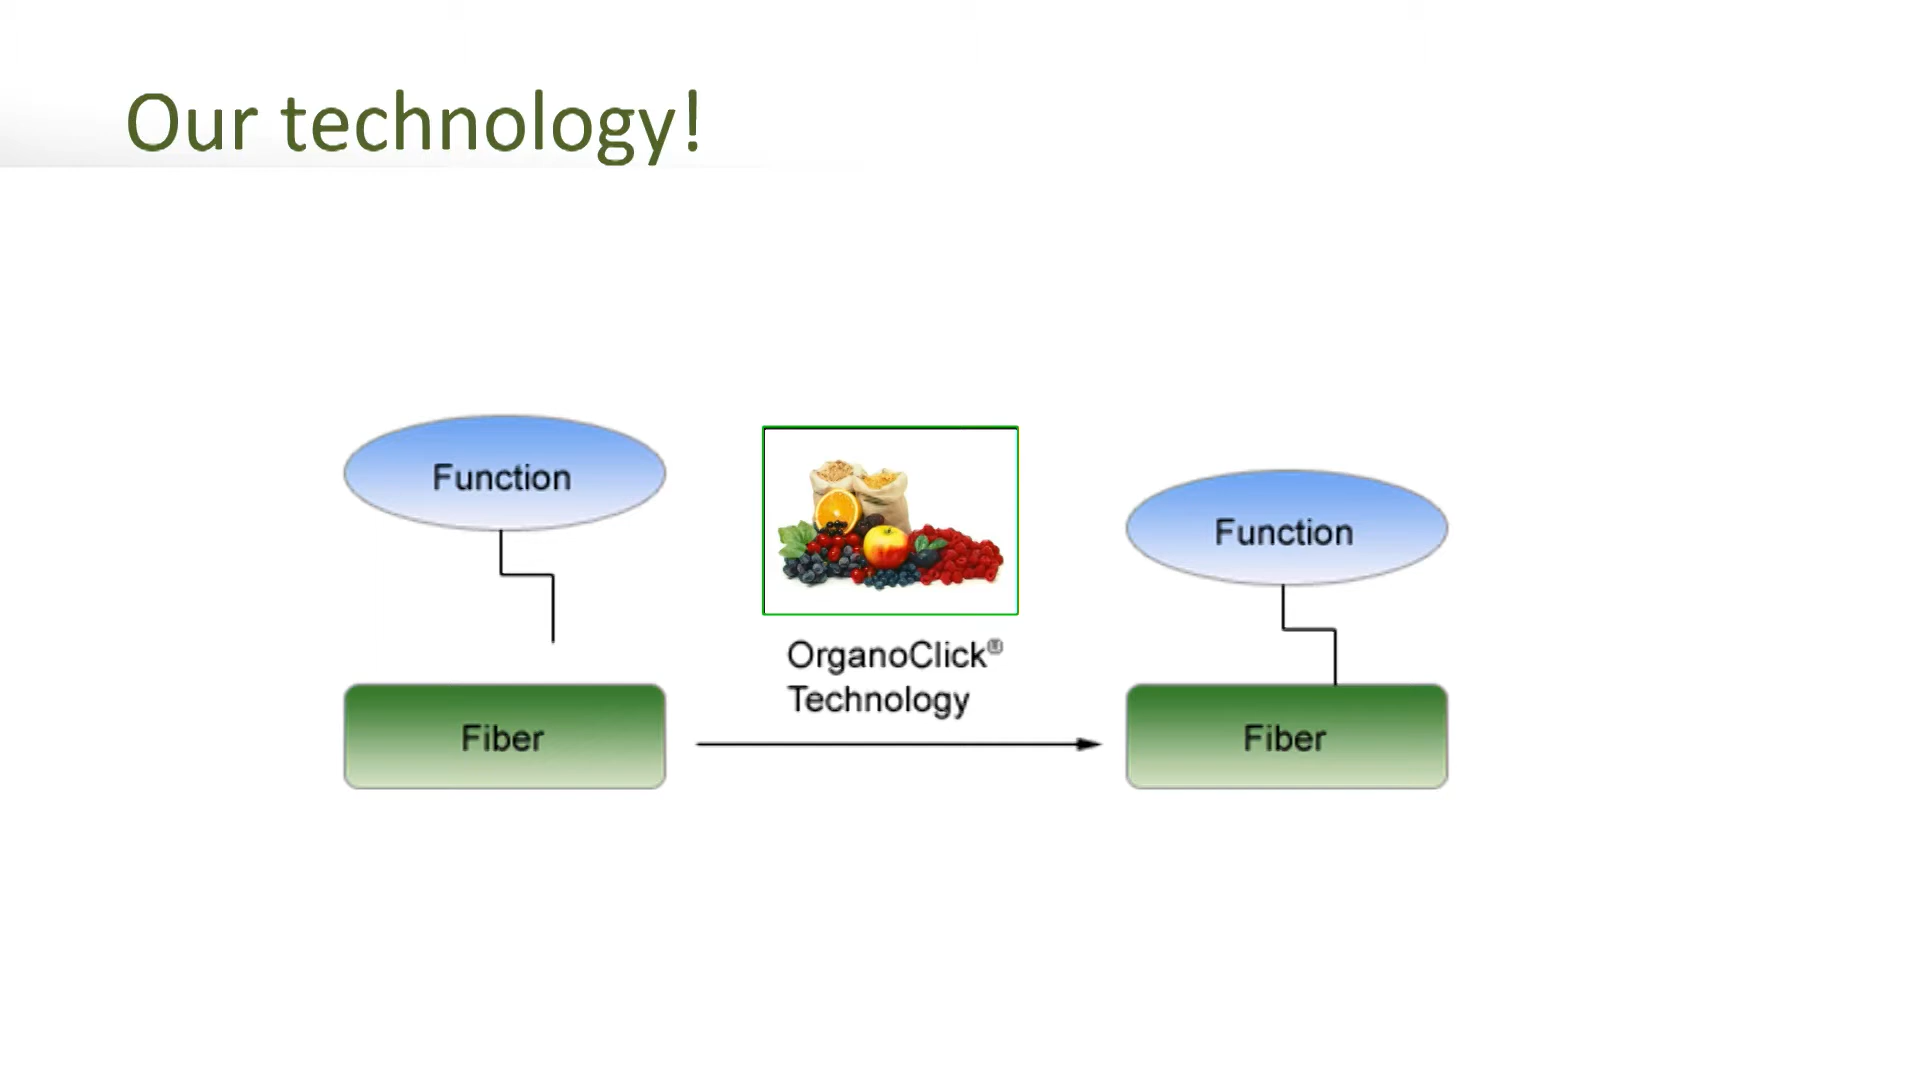 Our technology!
Function
Function
OrganoClick®
Technology
Fiber
Fiber